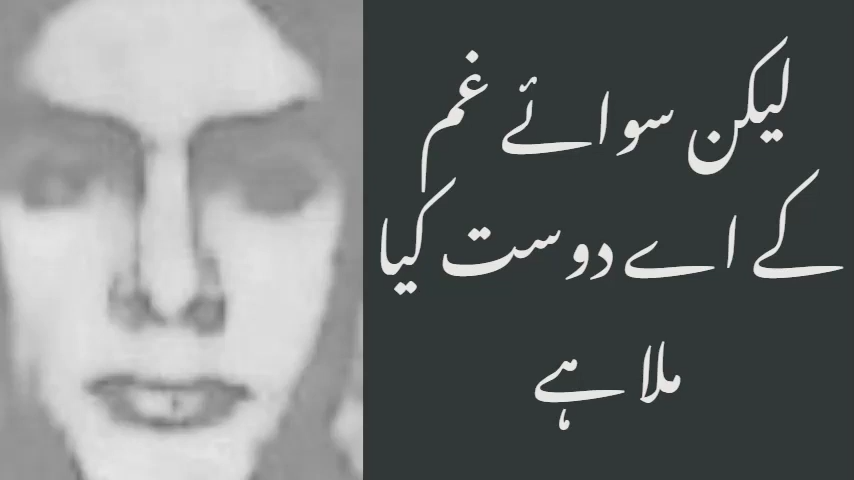 لیکن سوائے غم
کے اے دوست کیا
ملا ہے